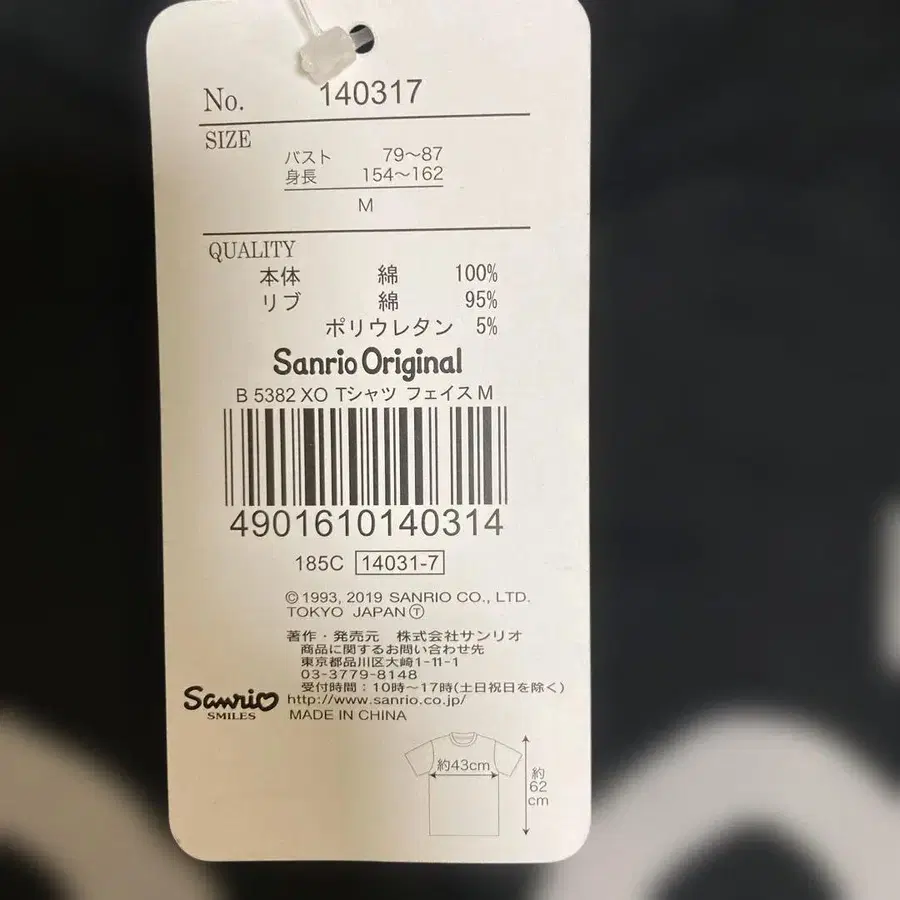 No. 140317
SIZE
バスト 79～87
身長 154～162
M
QUALITY
本体 綿 100%
リブ 綿 95%
ポリウレタン 5%
Sanrio Original
B 5382 XO Tシャツ フェイス M
4901610140314
185C 14031-7
© 1993, 2019 SANRIO CO., LTD.
TOKYO JAPAN Ⓣ
著作・発売元 株式会社サンリオ
商品に関するお問い合わせ先
東京都品川区大崎1-11-1
03-3779-8148
受付時間：10時～17時(土日祝日を除く)
Sanrio SMILES
http://www.sanrio.co.jp/
MADE IN CHINA
約43cm
約
62
cm